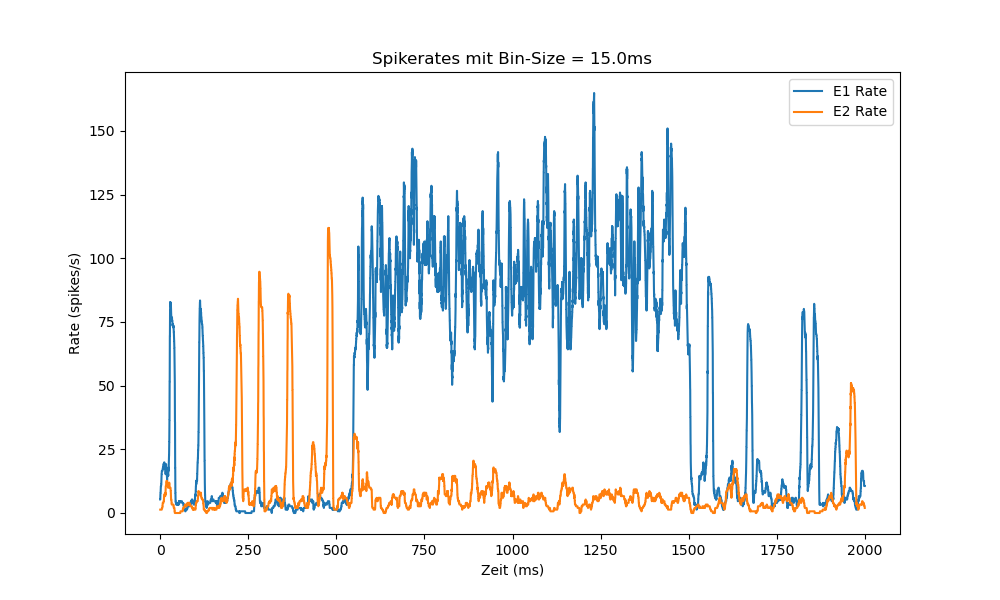 Spikerates mit Bin-Size = 15.0ms
E1 Rate
E2 Rate
Rate (spikes/s)
150
125
100
75
50
25
0
0 250 500 750 1000 1250 1500 1750 2000
Zeit (ms)